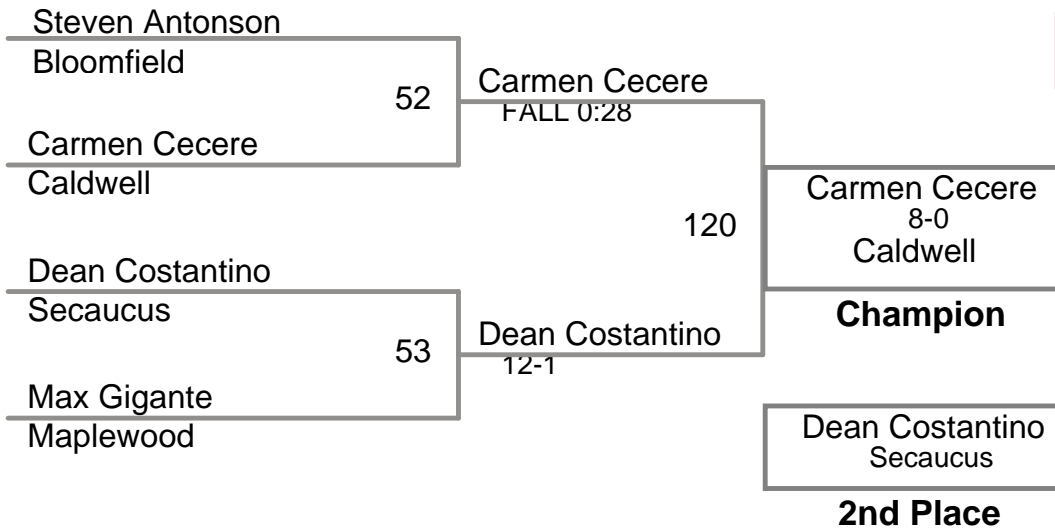 Steven Antonson
Bloomfield
52
Carmen Cecere
FALL 0:28
Carmen Cecere
Caldwell
120
Carmen Cecere
8-0
Caldwell
Champion
Dean Costantino
Secaucus
53
Dean Costantino
12-1
Max Gigante
Maplewood
Dean Costantino
Secaucus
2nd Place